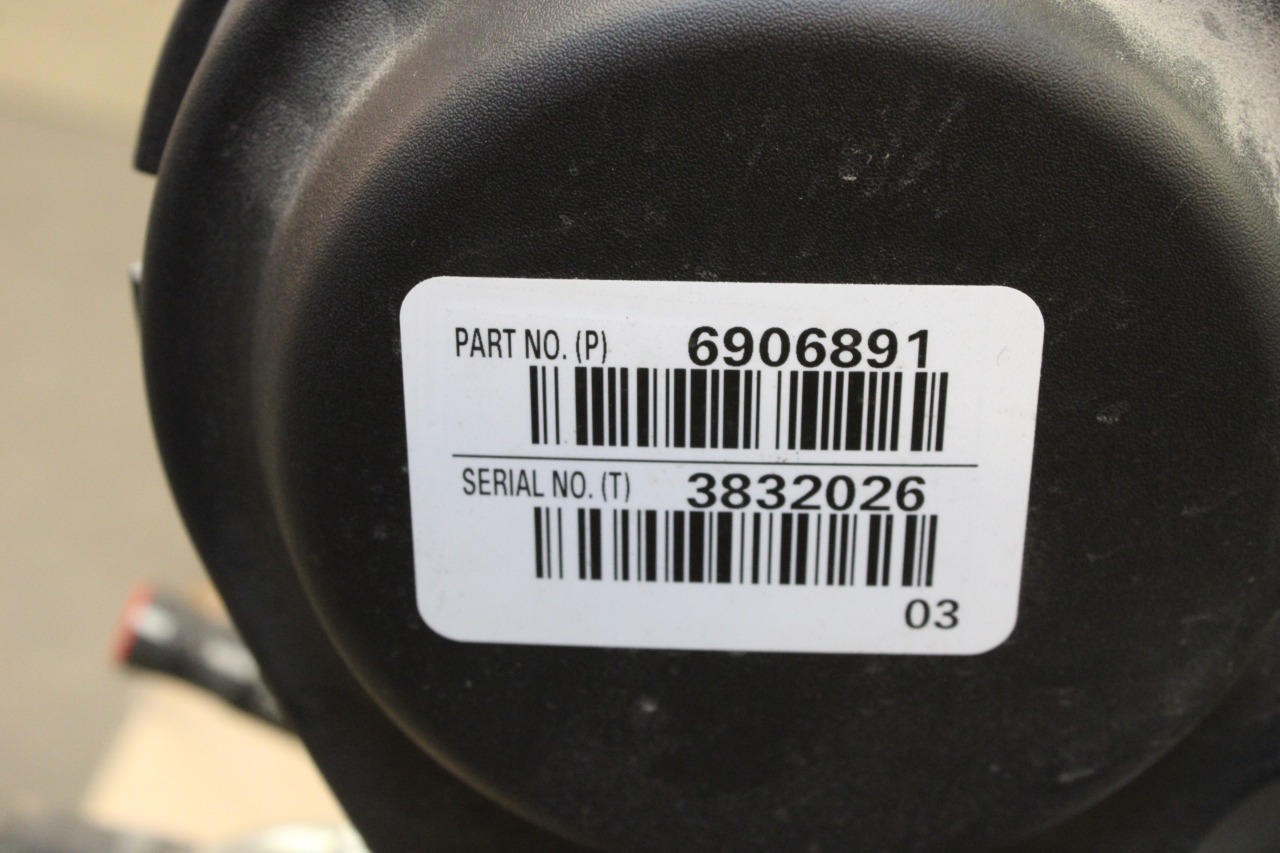 PART NO. (P) 6906891
SERIAL NO. (T) 3832026
03